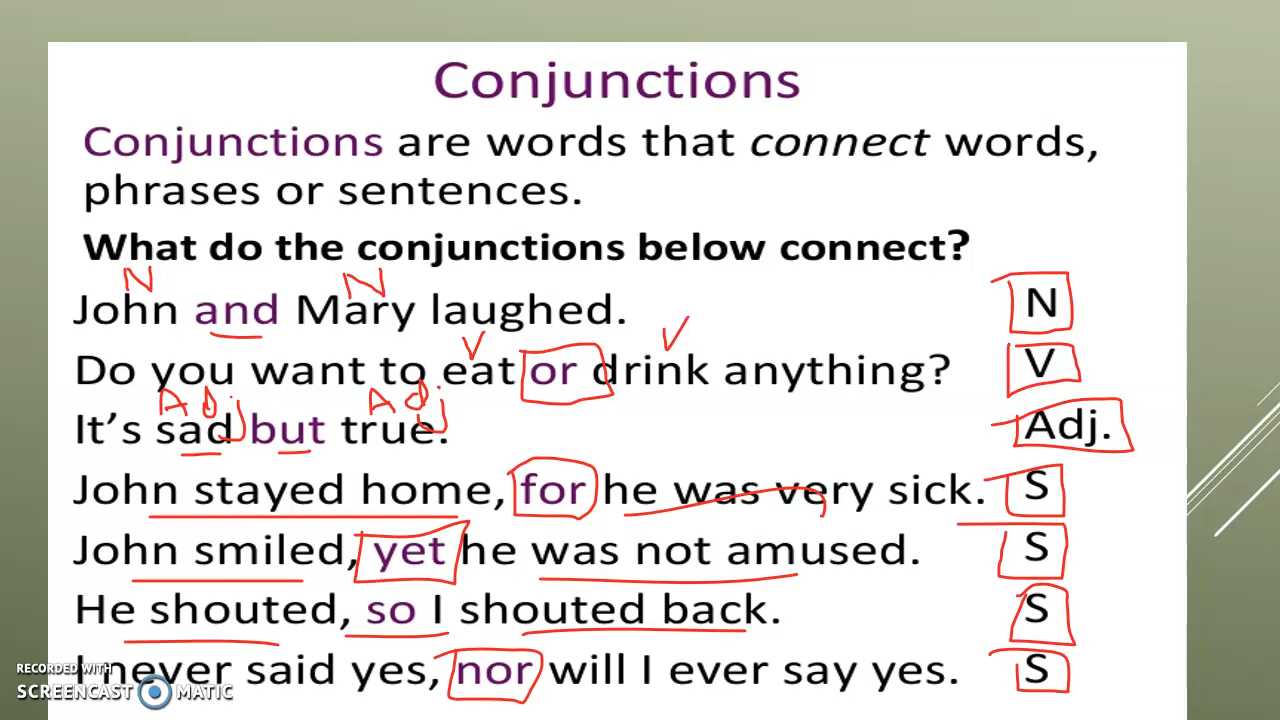 Conjunctions
Conjunctions are words that connect words,
phrases or sentences.
What do the conjunctions below connect?
N N
John and Mary laughed. N
V V
Do you want to eat or drink anything? V
Adj Adj
It's sad but true. Adj.
John stayed home, for he was very sick. S
John smiled, yet he was not amused. S
He shouted, so I shouted back. S
I never said yes, nor will I ever say yes. S
RECORDED WITH
SCREENCAST MATIC